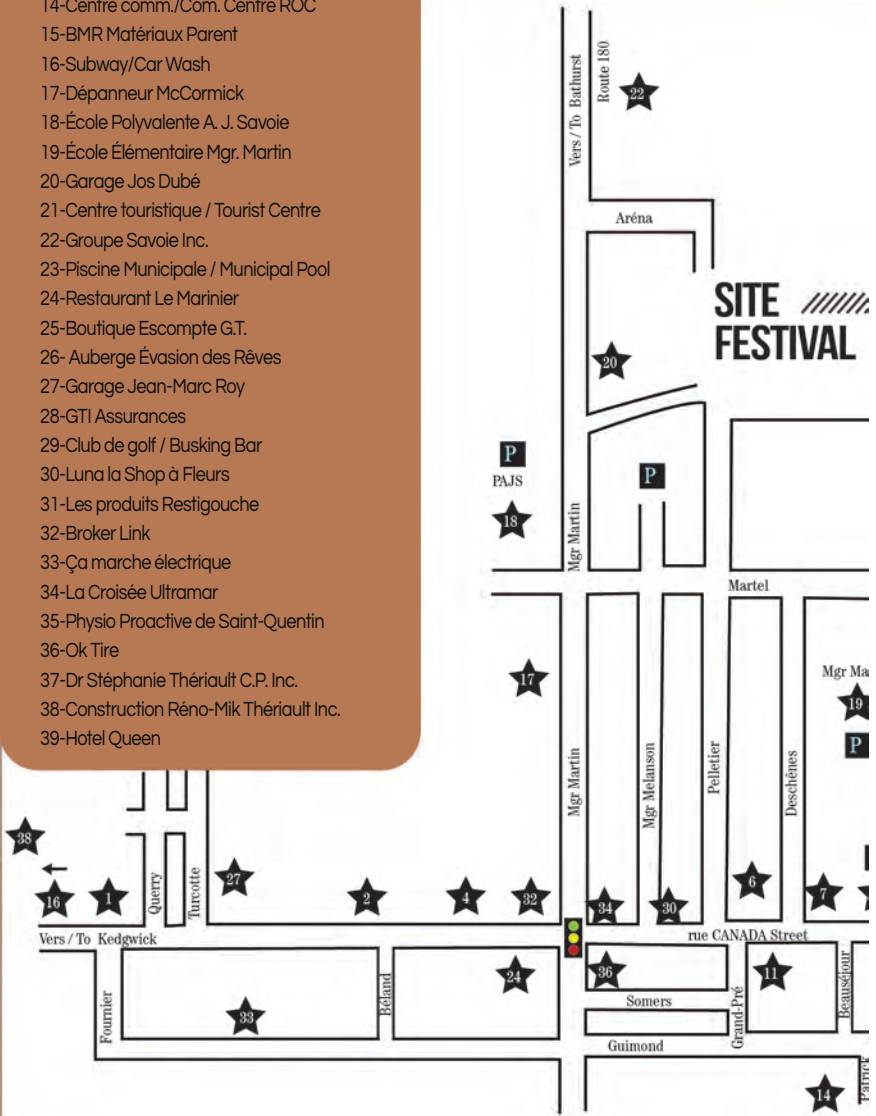 14-Centre comm./Com. Centre ROC
15-BMR Matériaux Parent
16-Subway/Car Wash
17-Dépanneur McCormick
18-École Polyvalente A. J. Savoie
19-École Élémentaire Mgr. Martin
20-Garage Jos Dubé
21-Centre touristique / Tourist Centre
22-Groupe Savoie Inc.
23-Piscine Municipale / Municipal Pool
24-Restaurant Le Marinier
25-Boutique Escompte G.T.
26- Auberge Évasion des Rêves
27-Garage Jean-Marc Roy
28-GTI Assurances
29-Club de golf / Busking Bar
30-Luna la Shop à Fleurs
31-Les produits Restigouche
32-Broker Link
33-Ça marche électrique
34-La Croisée Ultramar
35-Physio Proactive de Saint-Quentin
36-Ok Tire
37-Dr Stéphanie Thériault C.P. Inc.
38-Construction Réno-Mik Thériault Inc.
39-Hotel Queen
Vers / To Bathurst
Route 180
22
Aréna
SITE
FESTIVAL
20
P
PAJS
18
P
Mgr Martin
Martel
17
Mgr Ma
19
P
Mgr Martin
Mgr Melanson
Pelletier
Deschênes
38
16
1
Querry
Turcotte
27
2
4
32
34
30
6
7
Vers / To Kedgwick
rue CANADA Street
Fournier
33
Béland
24
36
Somers
Grand-Pré
11
Beauséjour
Guimond
14
Patrick